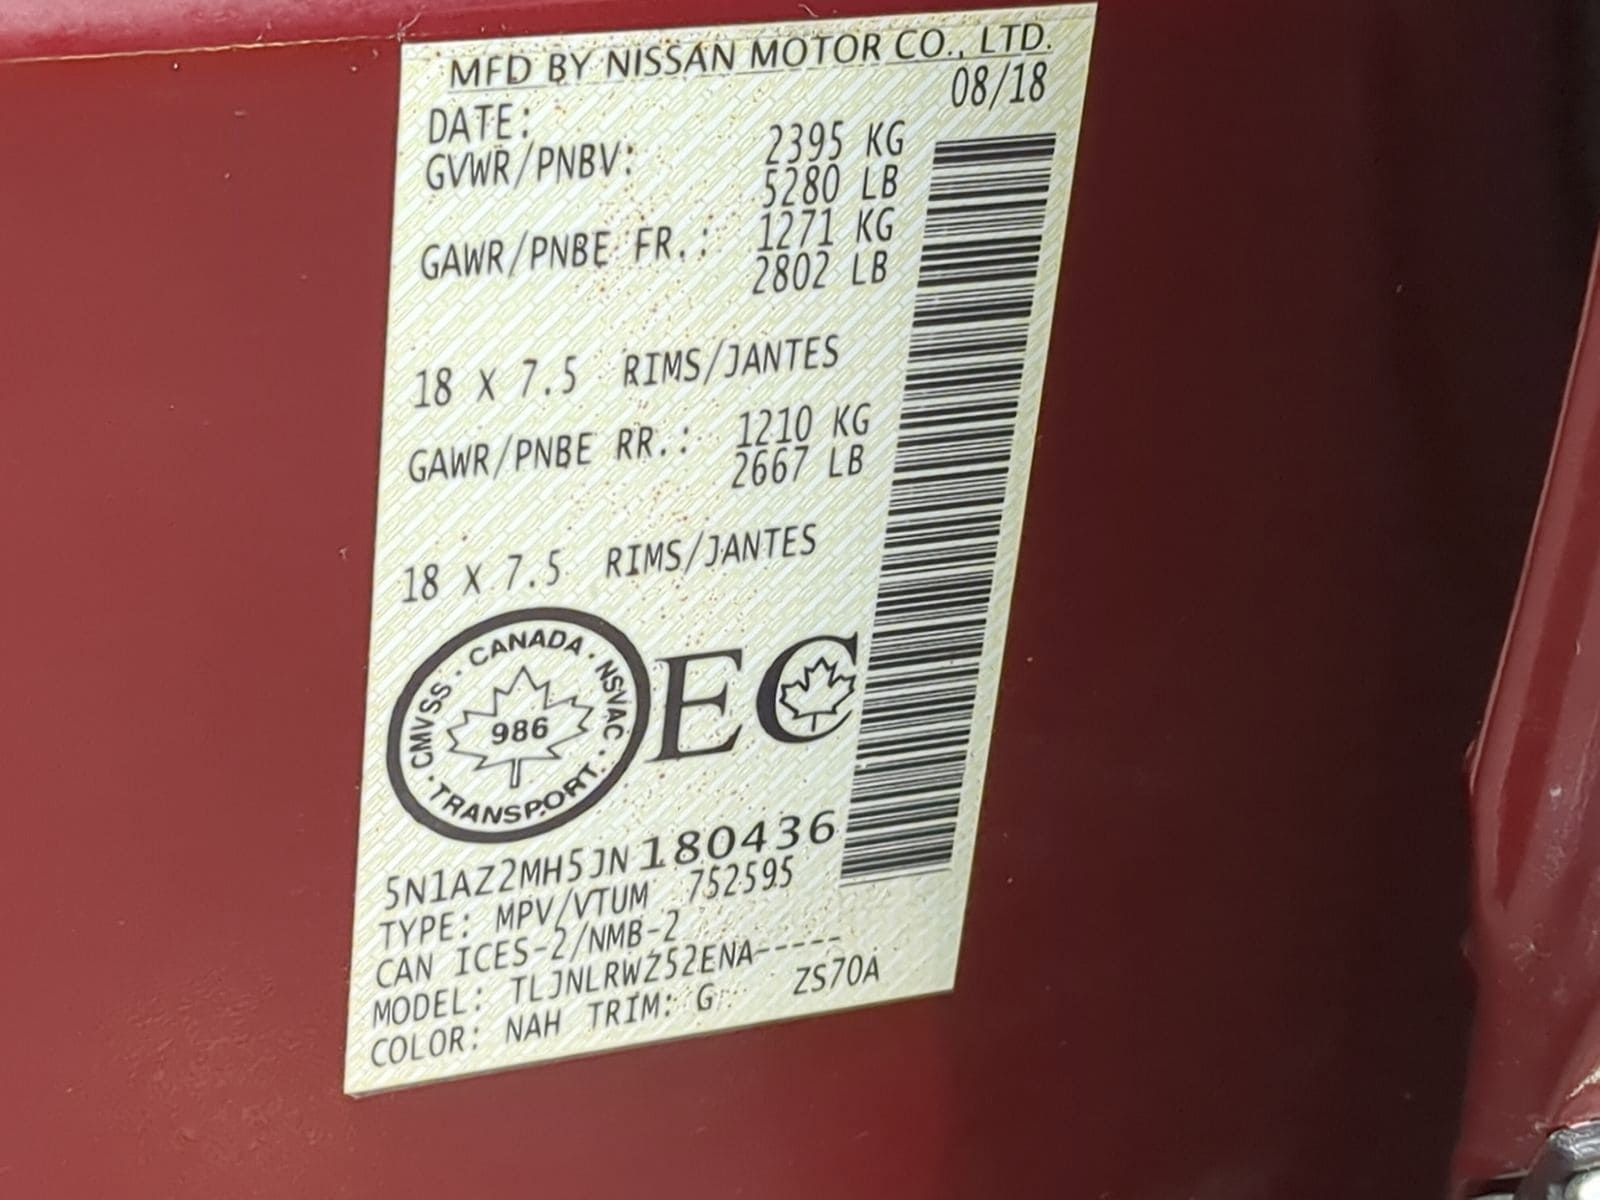 MFD BY NISSAN MOTOR CO., LTD.
DATE: 08/18
GVWR/PNBV: 2395 KG
5280 LB
GAWR/PNBE FR.: 1271 KG
2802 LB
18 X 7.5 RIMS/JANTES
GAWR/PNBE RR.: 1210 KG
2667 LB
18 X 7.5 RIMS/JANTES
CMVSS · CANADA · NSVAC · TRANSPORT ·
986
EC
5N1AZ2MH5JN180436
TYPE: MPV/VTUM 752595
CAN ICES-2/NMB-2
MODEL: TLJNLRWZ52ENA-----
COLOR: NAH TRIM: G ZS70A